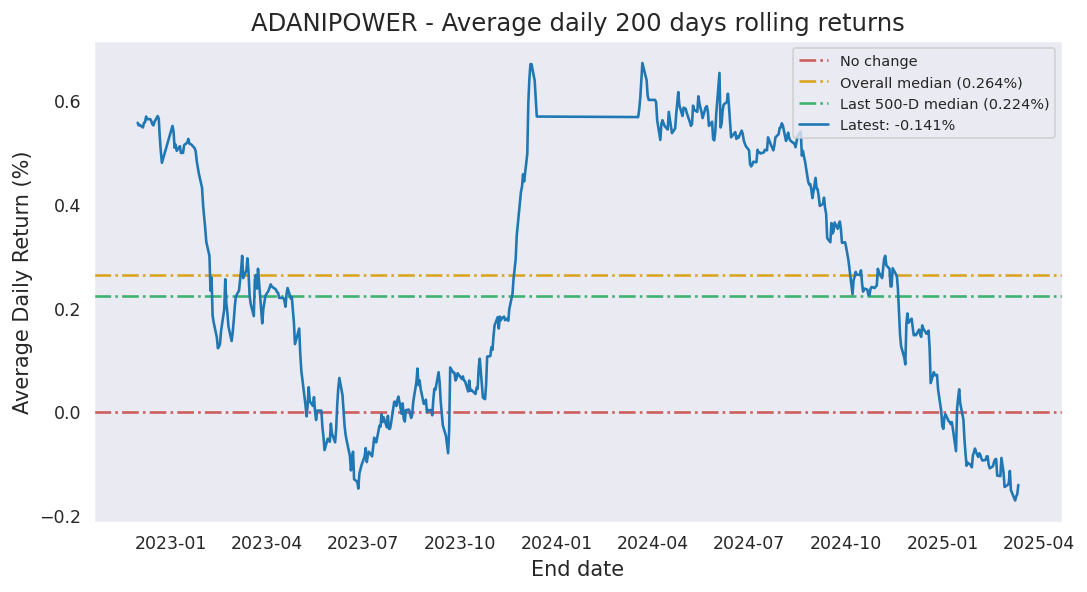 ADANIPOWER - Average daily 200 days rolling returns
No change
Overall median (0.264%)
Last 500-D median (0.224%)
Latest: -0.141%
Average Daily Return (%)
0.6
0.4
0.2
0.0
−0.2
2023-01 2023-04 2023-07 2023-10 2024-01 2024-04 2024-07 2024-10 2025-01 2025-04
End date